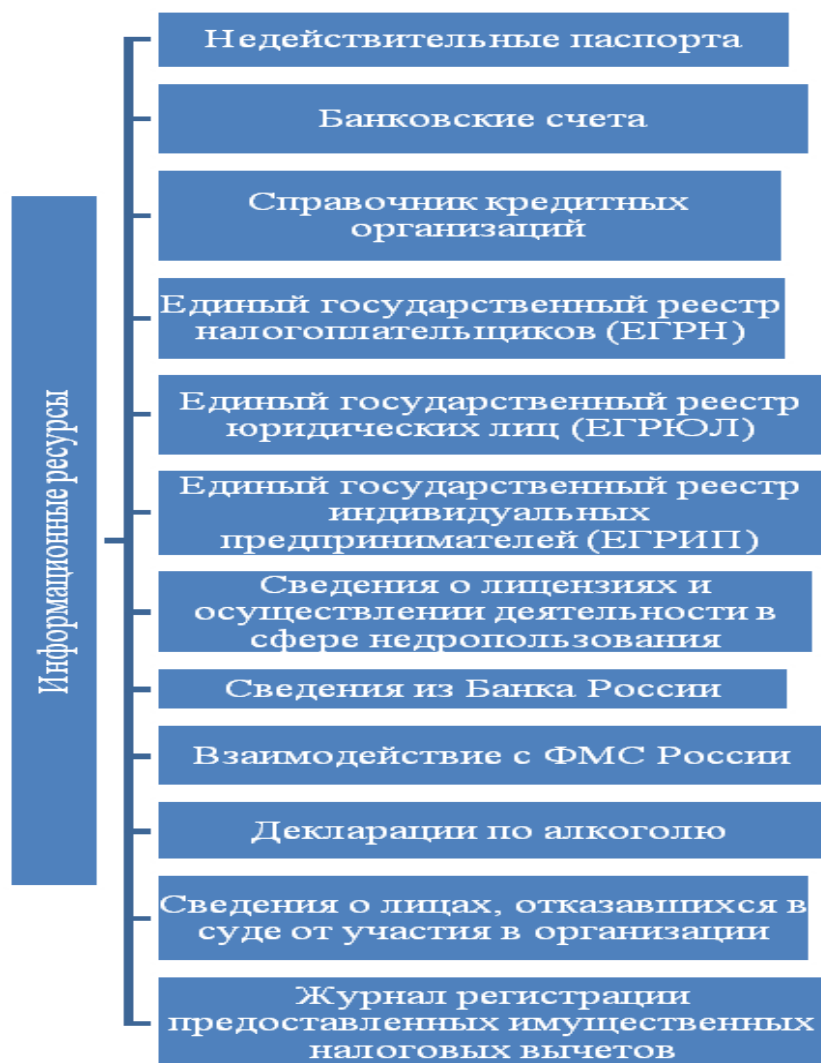 Информационные ресурсы
Недействительные паспорта
Банковские счета
Справочник кредитных
организаций
Единый государственный реестр
налогоплательщиков (ЕГРН)
Единый государственный реестр
юридических лиц (ЕГРЮЛ)
Единый государственный реестр
индивидуальных
предпринимателей (ЕГРИП)
Сведения о лицензиях и
осуществлении деятельности в
сфере недропользования
Сведения из Банка России
Взаимодействие с ФМС России
Декларации по алкоголю
Сведения о лицах, отказавшихся в
суде от участия в организации
Журнал регистрации
предоставленных имущественных
налоговых вычетов